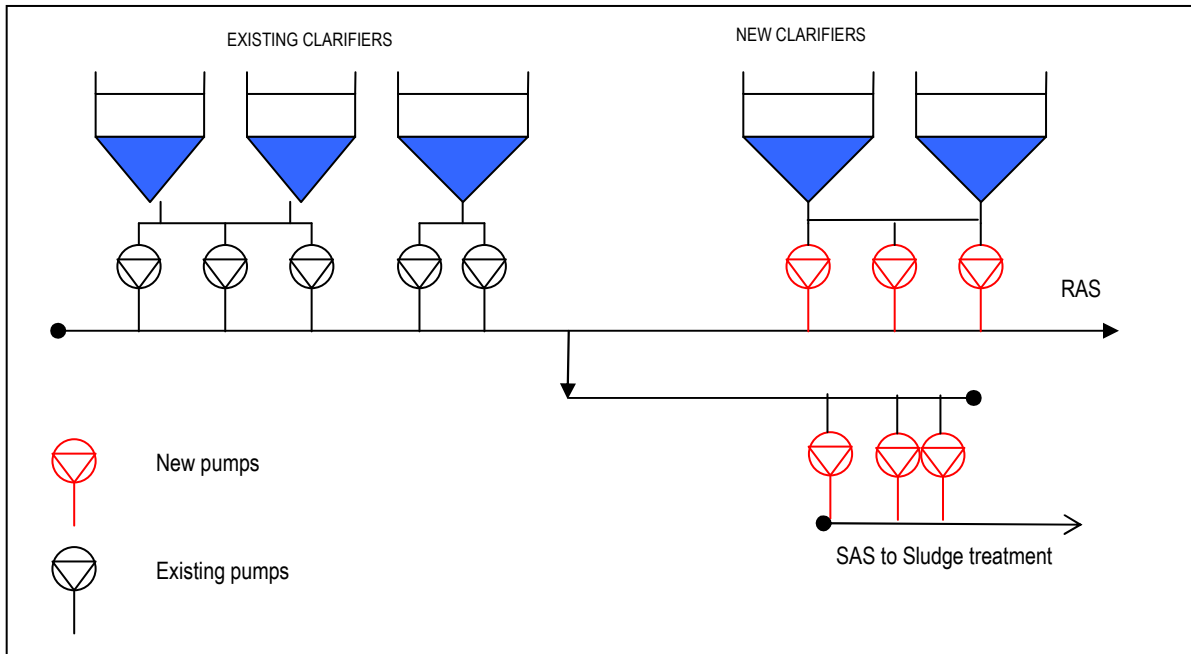 EXISTING CLARIFIERS
NEW CLARIFIERS
RAS
New pumps
SAS to Sludge treatment
Existing pumps